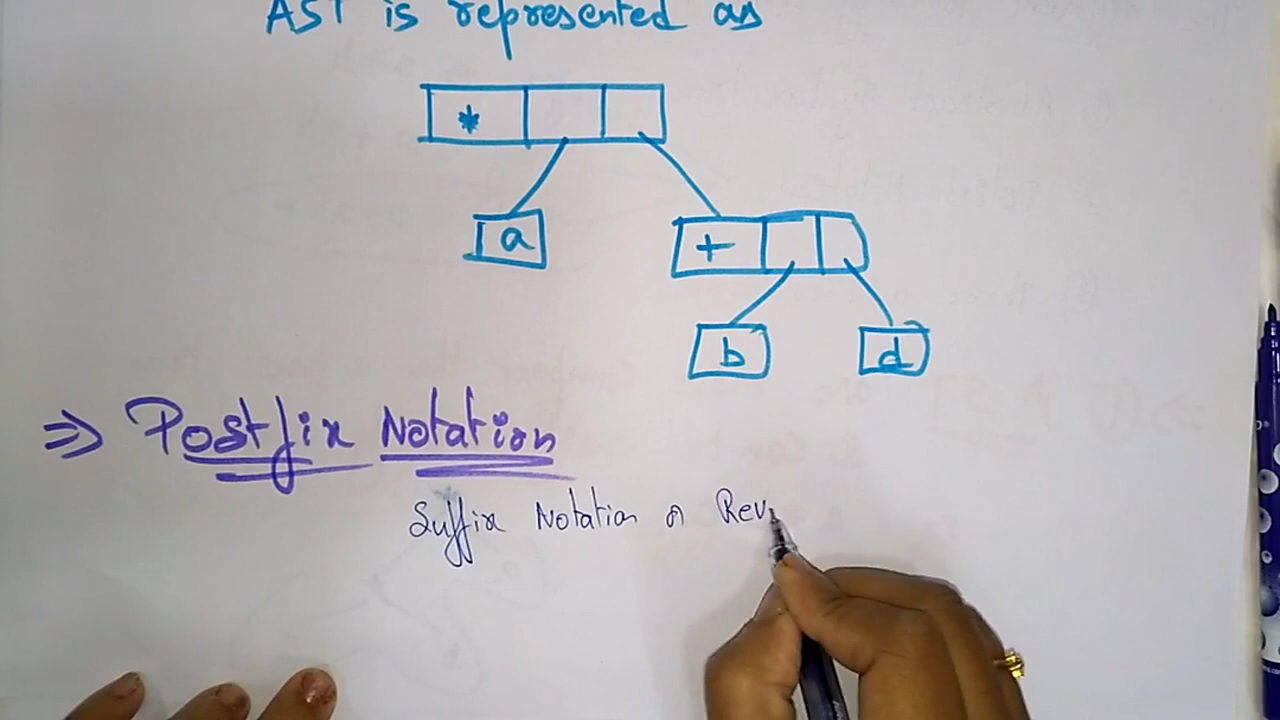 AST is represented as
*
a +
b d
⇒ Postfix Notation
Suffix Notation or Rev